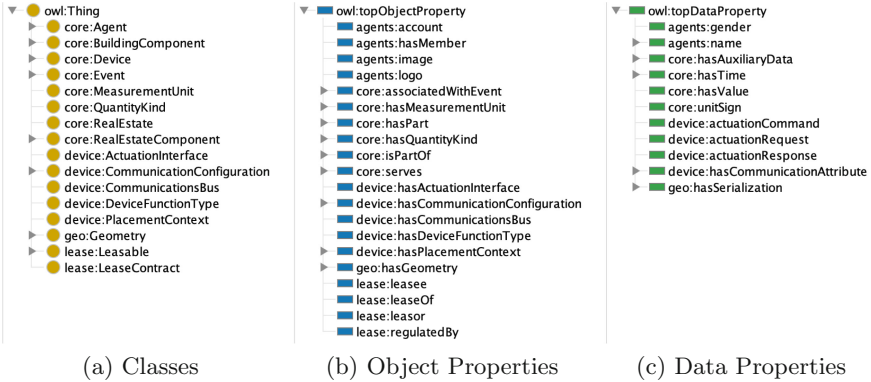 owl:Thing
core:Agent
core:BuildingComponent
core:Device
core:Event
core:MeasurementUnit
core:QuantityKind
core:RealEstate
core:RealEstateComponent
device:ActuationInterface
device:CommunicationConfiguration
device:CommunicationsBus
device:DeviceFunctionType
device:PlacementContext
geo:Geometry
lease:Leasable
lease:LeaseContract
(a) Classes
owl:topObjectProperty
agents:account
agents:hasMember
agents:image
agents:logo
core:associatedWithEvent
core:hasMeasurementUnit
core:hasPart
core:hasQuantityKind
core:isPartOf
core:serves
device:hasActuationInterface
device:hasCommunicationConfiguration
device:hasCommunicationsBus
device:hasDeviceFunctionType
device:hasPlacementContext
geo:hasGeometry
lease:leasee
lease:leaseOf
lease:leasor
lease:regulatedBy
(b) Object Properties
owl:topDataProperty
agents:gender
agents:name
core:hasAuxiliaryData
core:hasTime
core:hasValue
core:unitSign
device:actuationCommand
device:actuationRequest
device:actuationResponse
device:hasCommunicationAttribute
geo:hasSerialization
(c) Data Properties